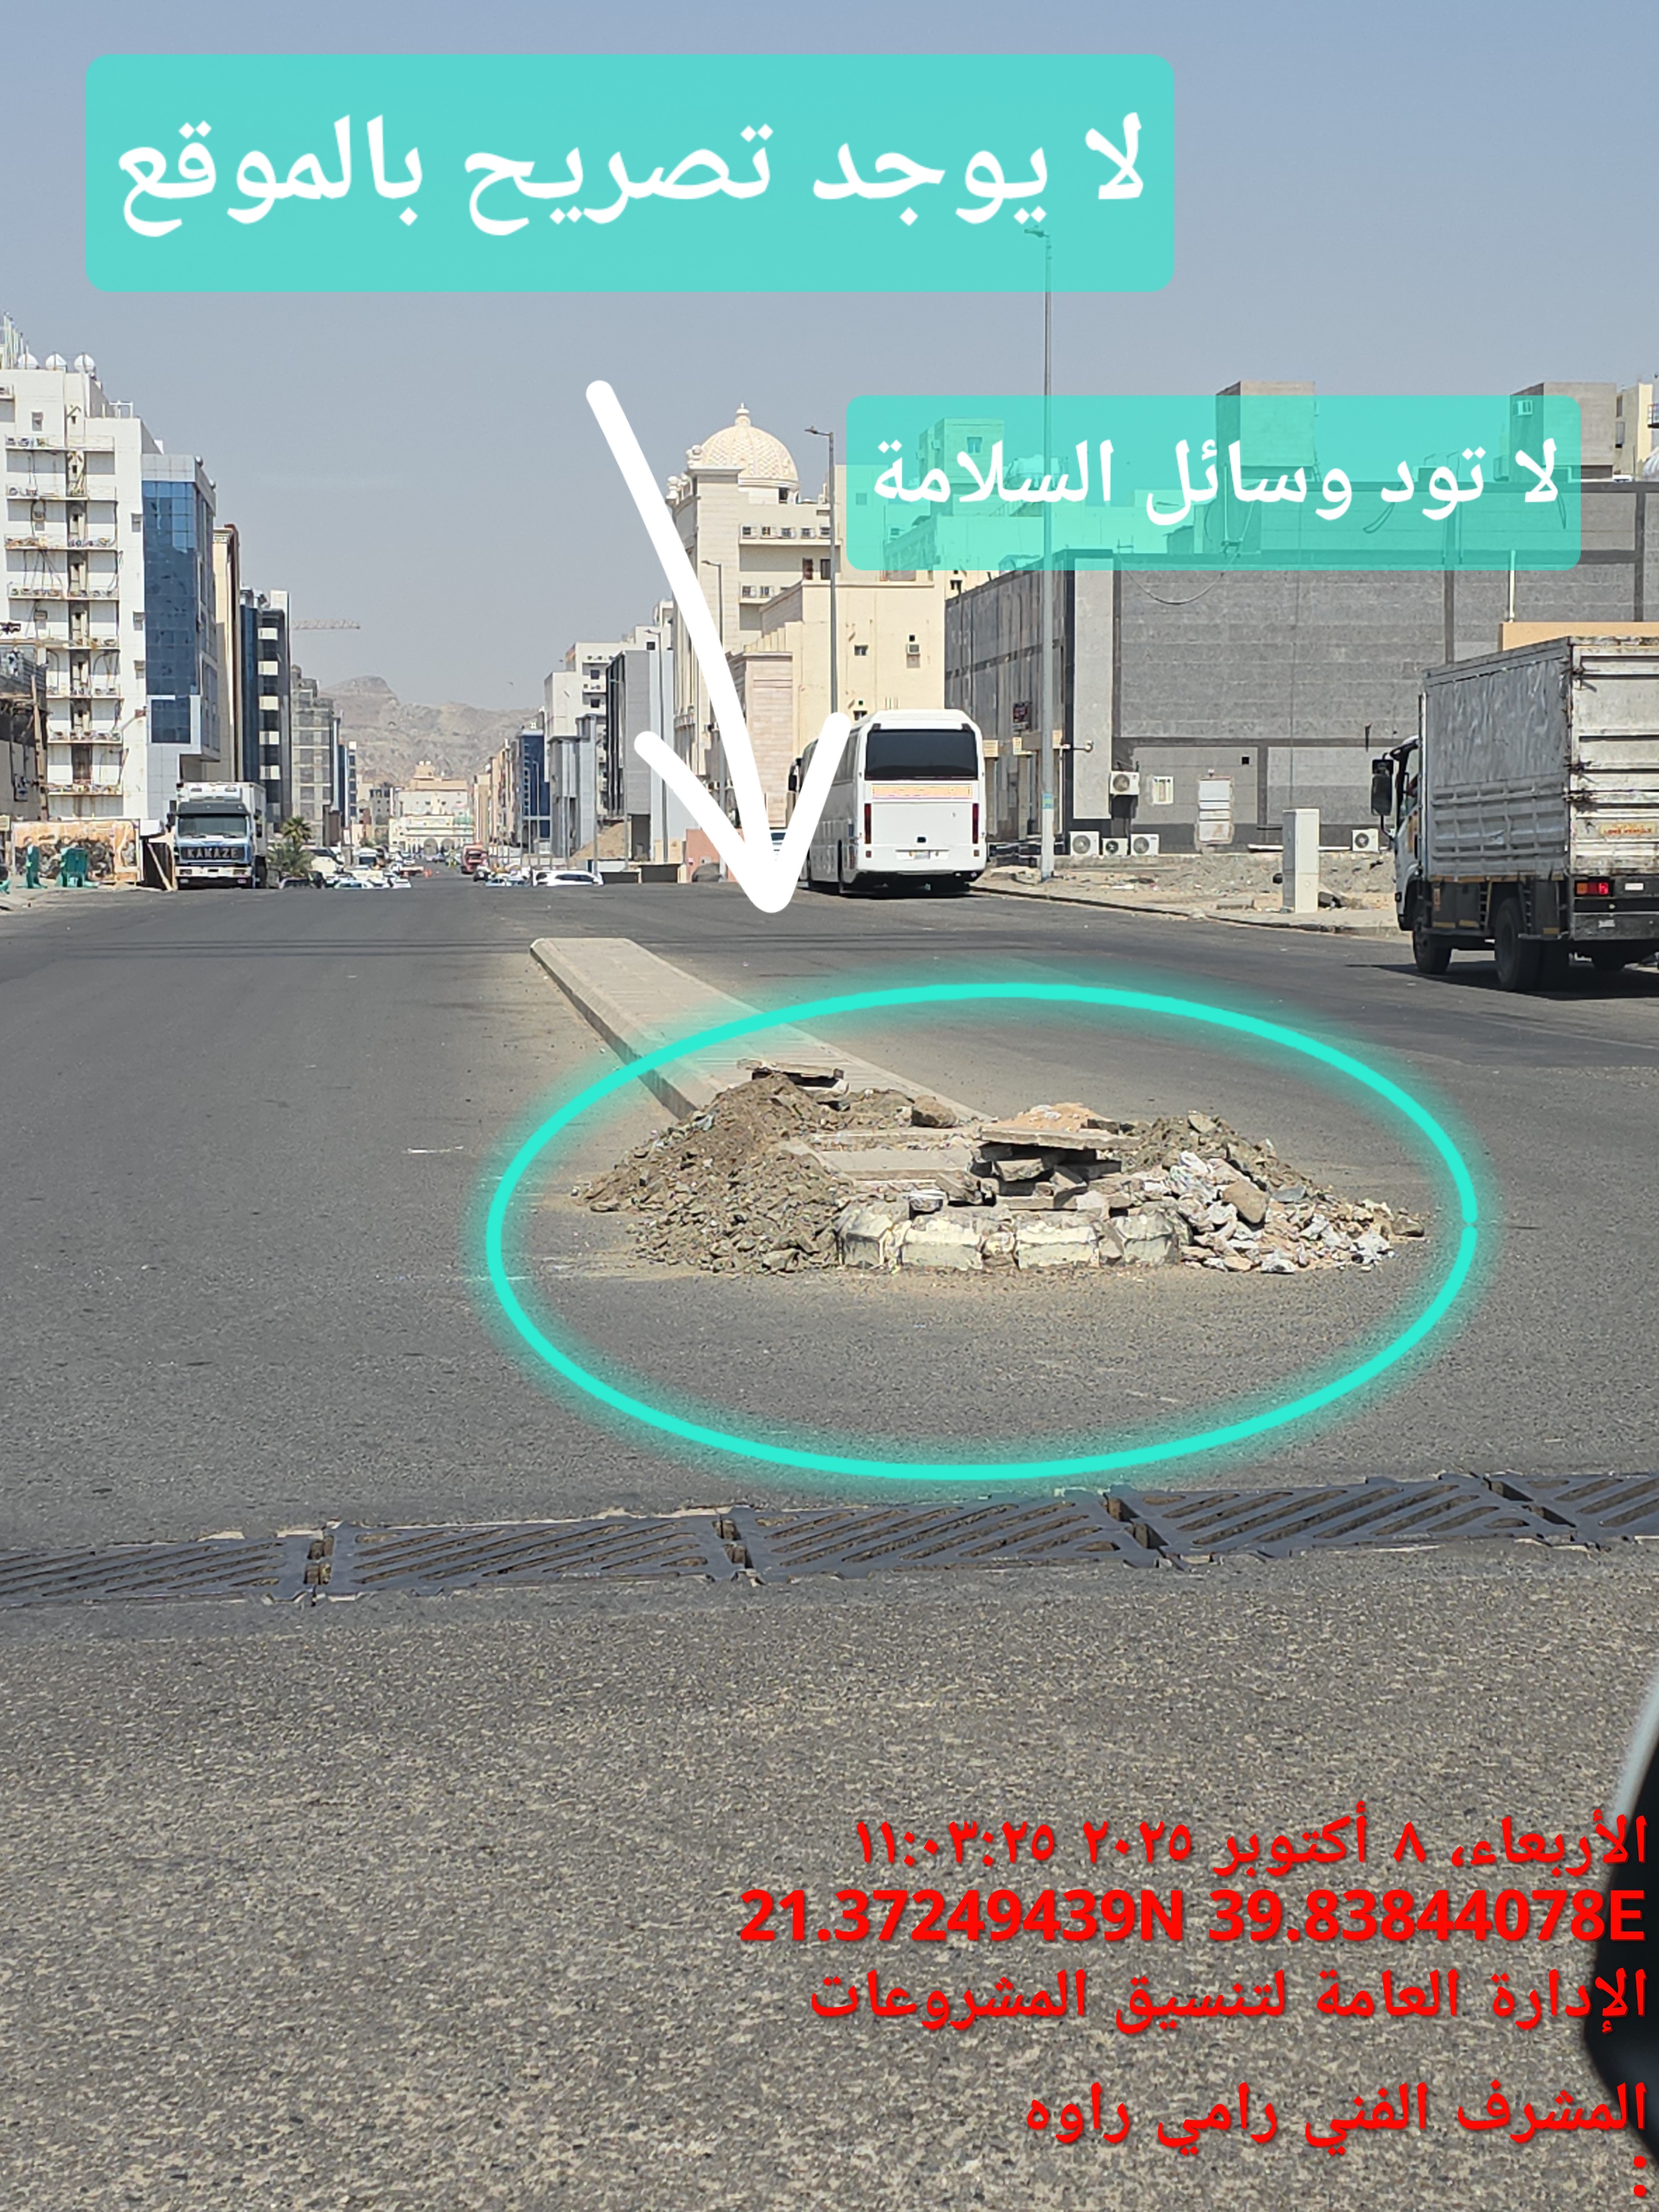 لا يوجد تصريح بالموقع
لا تود وسائل السلامة
KAMAZE
الأربعاء، ٨ أكتوبر ٢٠٢٥ ١١:٠٣:٢٥
21.37249439N 39.83844078E
الإدارة العامة لتنسيق المشروعات
المشرف الفني رامي راوه
: